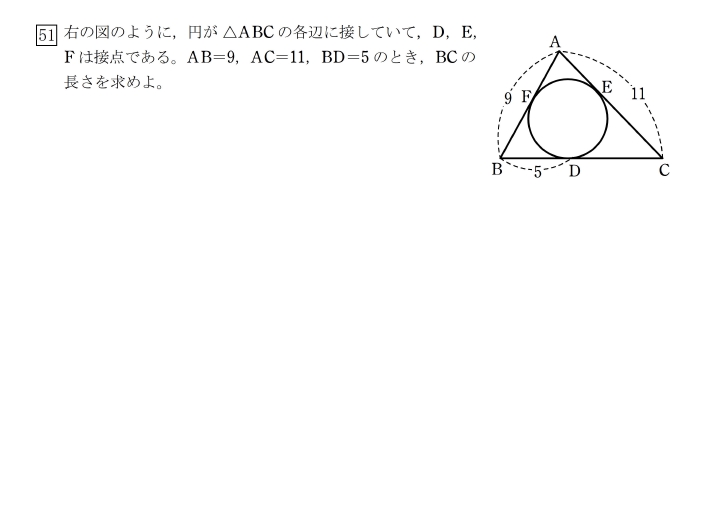 51 右の図のように，円が △ABC の各辺に接していて，D，E，
F は接点である。AB=9，AC=11，BD=5 のとき，BC の
長さを求めよ。
A
E
11
9
F
B
5
D
C